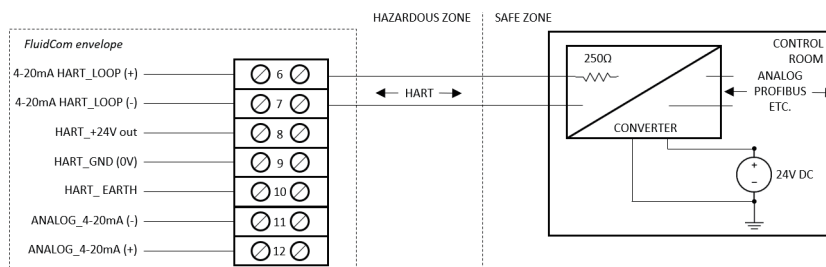 HAZARDOUS ZONE
SAFE ZONE
FluidCom envelope
4-20mA HART_LOOP (+)
6
4-20mA HART_LOOP (-)
7
HART_+24V out
8
HART_GND (0V)
9
HART_ EARTH
10
ANALOG_4-20mA (-)
11
ANALOG_4-20mA (+)
12
HART
250Ω
CONVERTER
CONTROL
ROOM
ANALOG
PROFIBUS
ETC.
+
−
24V DC